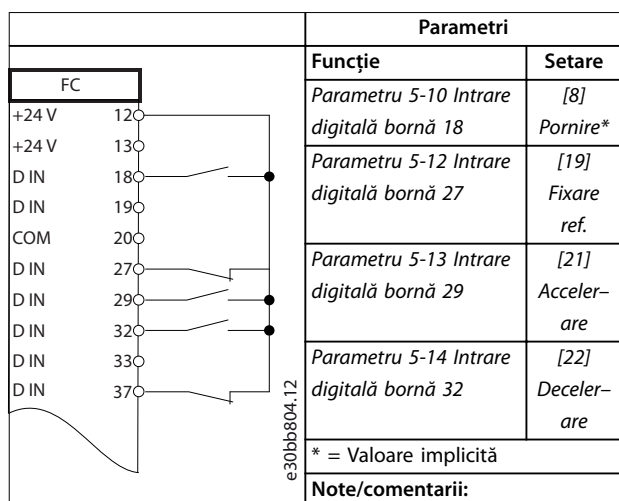 FC
+24 V 12
+24 V 13
D IN 18
D IN 19
COM 20
D IN 27
D IN 29
D IN 32
D IN 33
D IN 37
e30bb804.12
Parametri
Funcție Setare
Parametru 5-10 Intrare [8]
digitală bornă 18 Pornire*
Parametru 5-12 Intrare [19]
digitală bornă 27 Fixare
ref.
Parametru 5-13 Intrare [21]
digitală bornă 29 Acceler–
are
Parametru 5-14 Intrare [22]
digitală bornă 32 Deceler–
are
* = Valoare implicită
Note/comentarii: